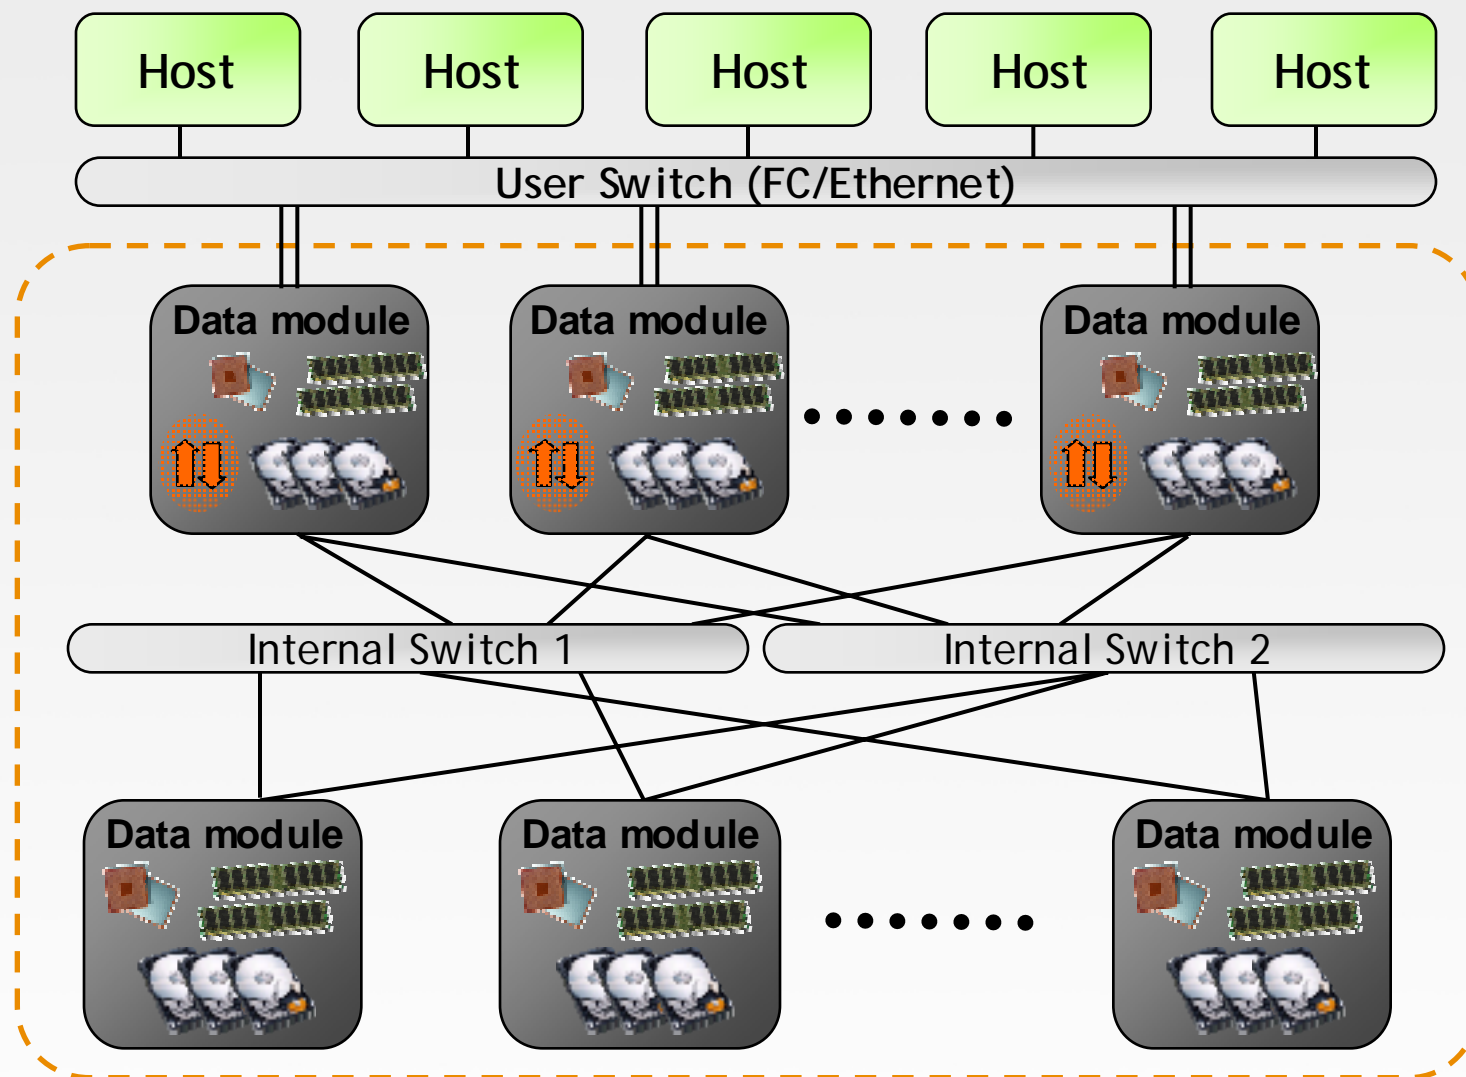 Host Host Host Host Host
User Switch (FC/Ethernet)
Data module Data module Data module
Internal Switch 1 Internal Switch 2
Data module Data module Data module